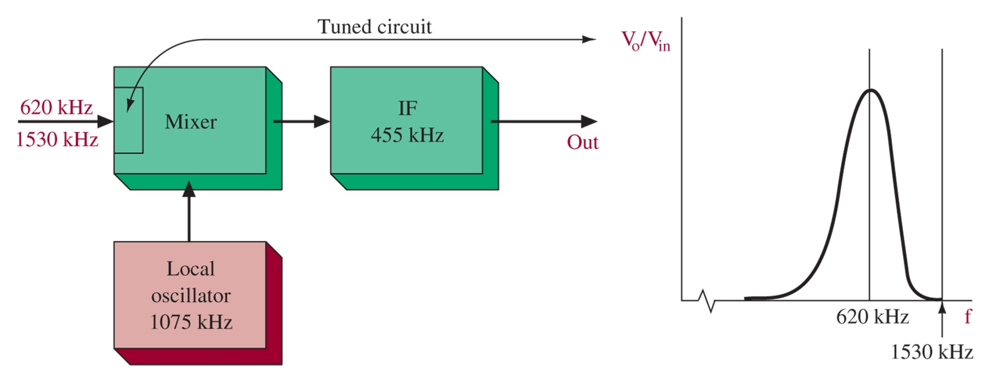 Tuned circuit
620 kHz
1530 kHz
Mixer
IF
455 kHz
Out
Local
oscillator
1075 kHz
Vo/Vin
620 kHz
f
1530 kHz